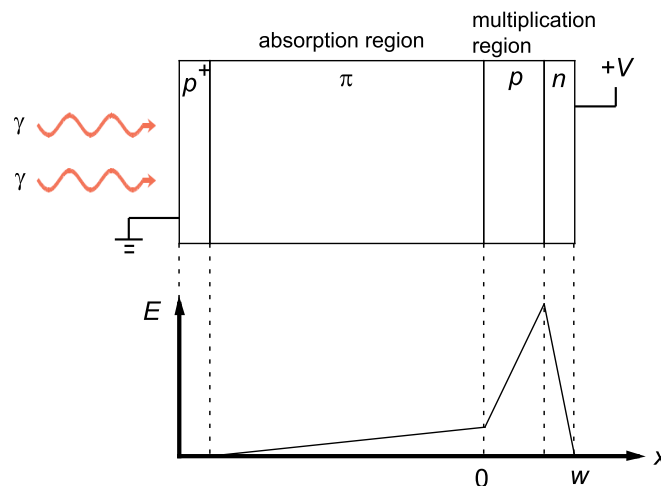 multiplication
absorption region
region
+V
p+
π
p
n
γ
γ
E
0
w
x